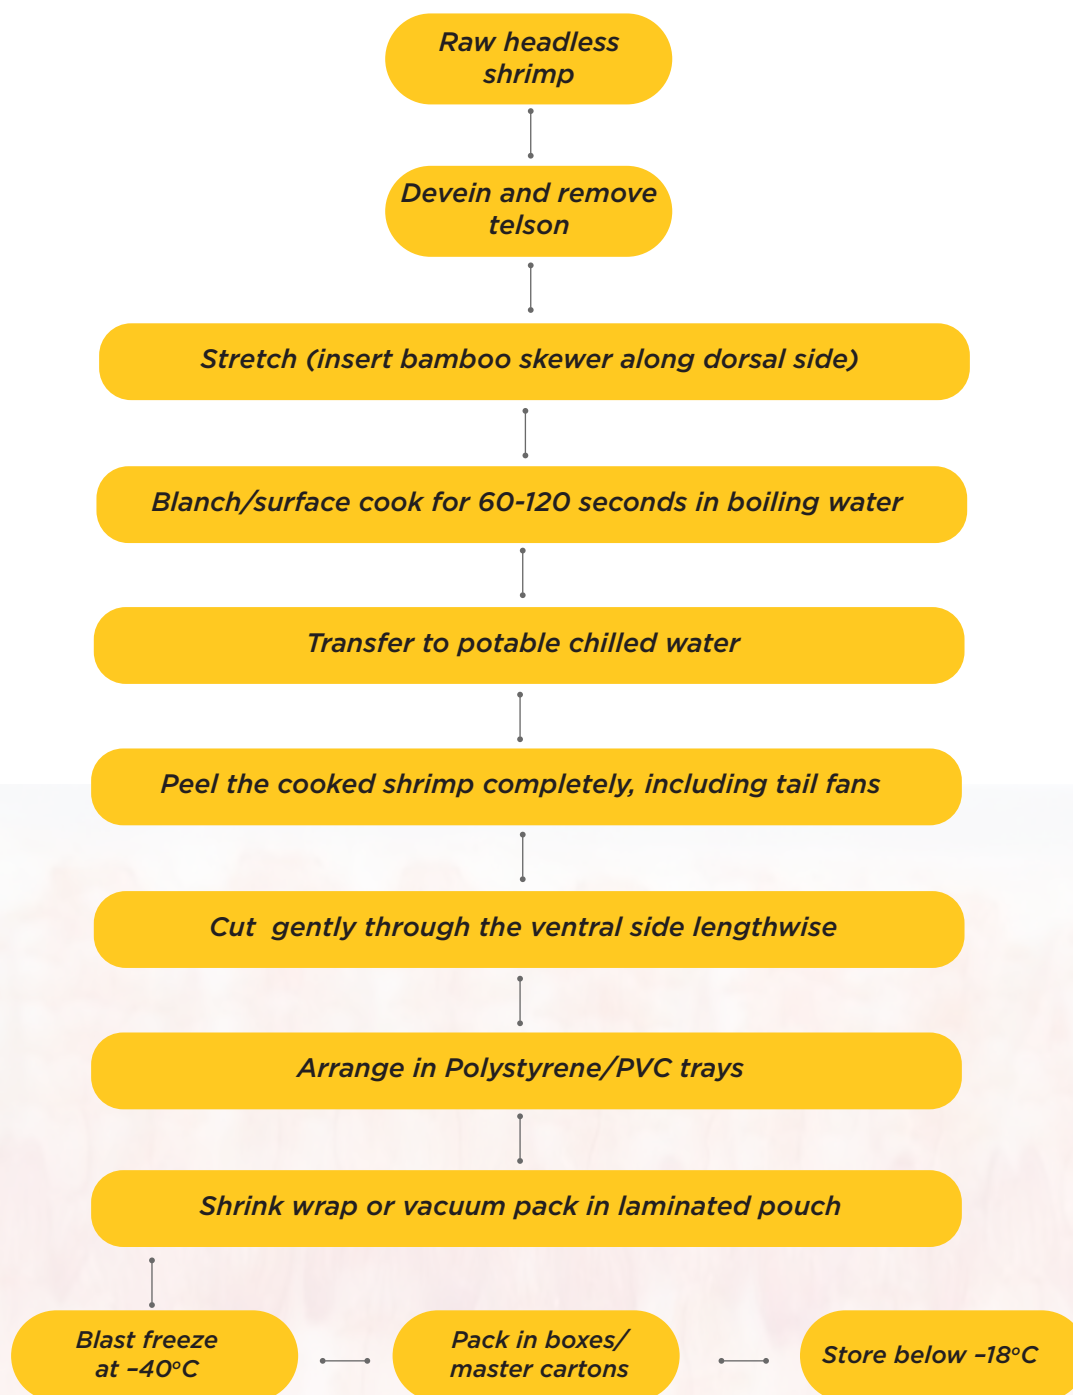 Raw headless
shrimp
Devein and remove
telson
Stretch (insert bamboo skewer along dorsal side)
Blanch/surface cook for 60-120 seconds in boiling water
Transfer to potable chilled water
Peel the cooked shrimp completely, including tail fans
Cut gently through the ventral side lengthwise
Arrange in Polystyrene/PVC trays
Shrink wrap or vacuum pack in laminated pouch
Blast freeze
at –40°C
Pack in boxes/
master cartons
Store below –18°C